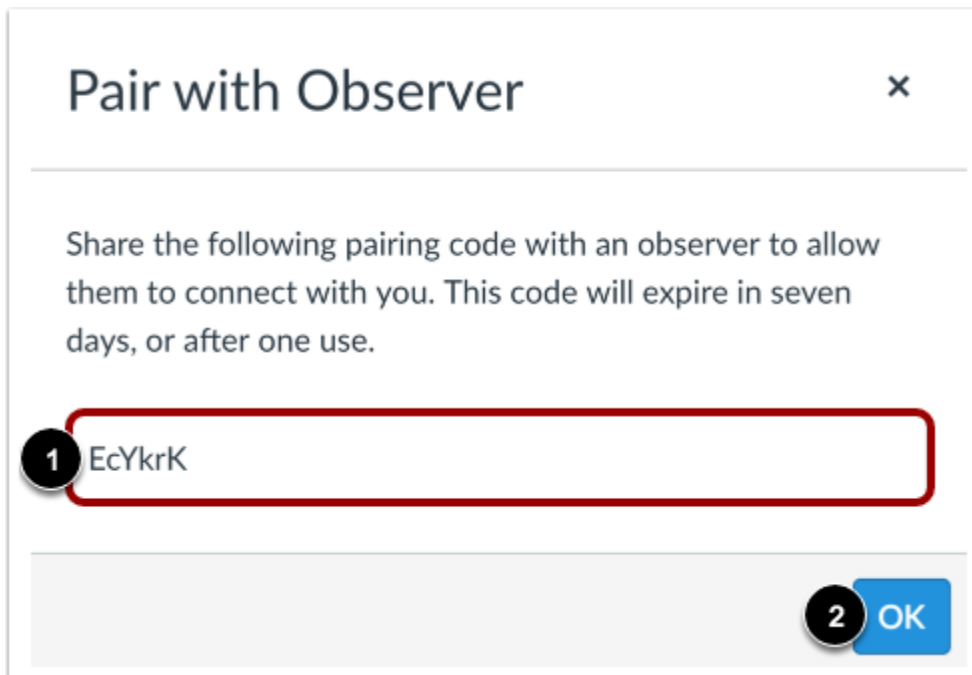 Pair with Observer ×
Share the following pairing code with an observer to allow
them to connect with you. This code will expire in seven
days, or after one use.
1 EcYkrK
2 OK